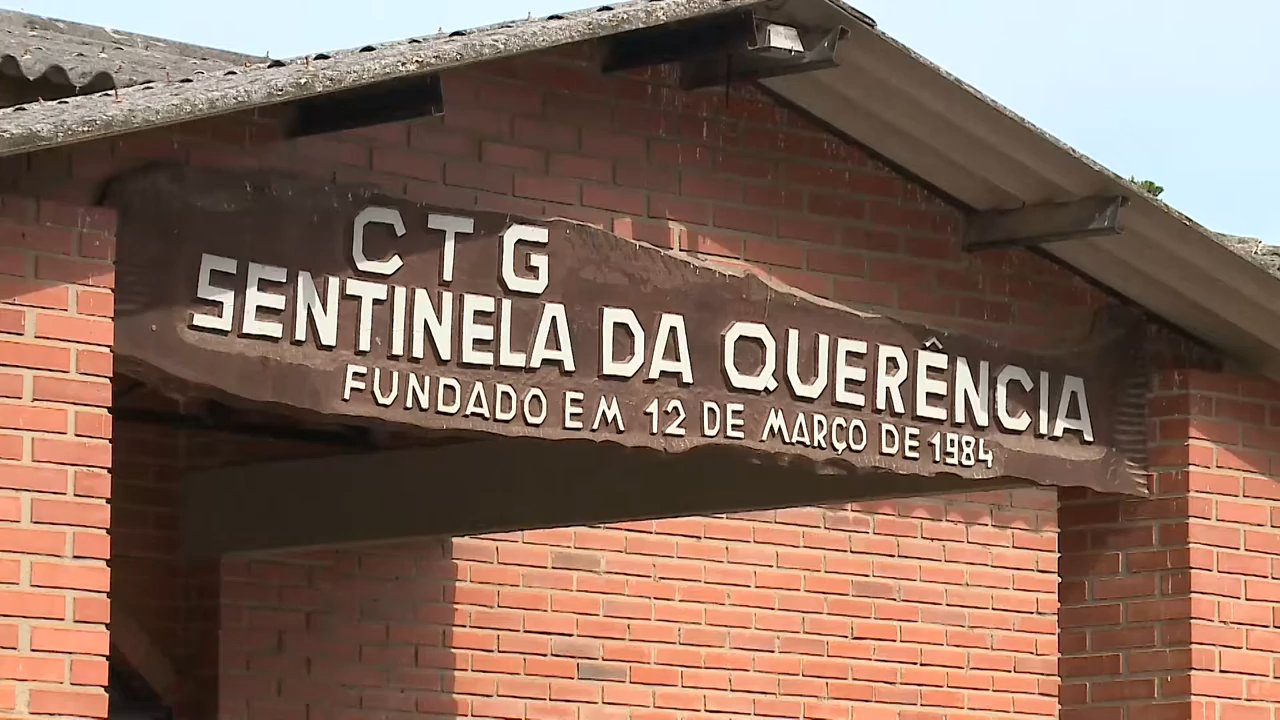 CTG
SENTINELA DA QUERÊNCIA
FUNDADO EM 12 DE MARÇO DE 1984